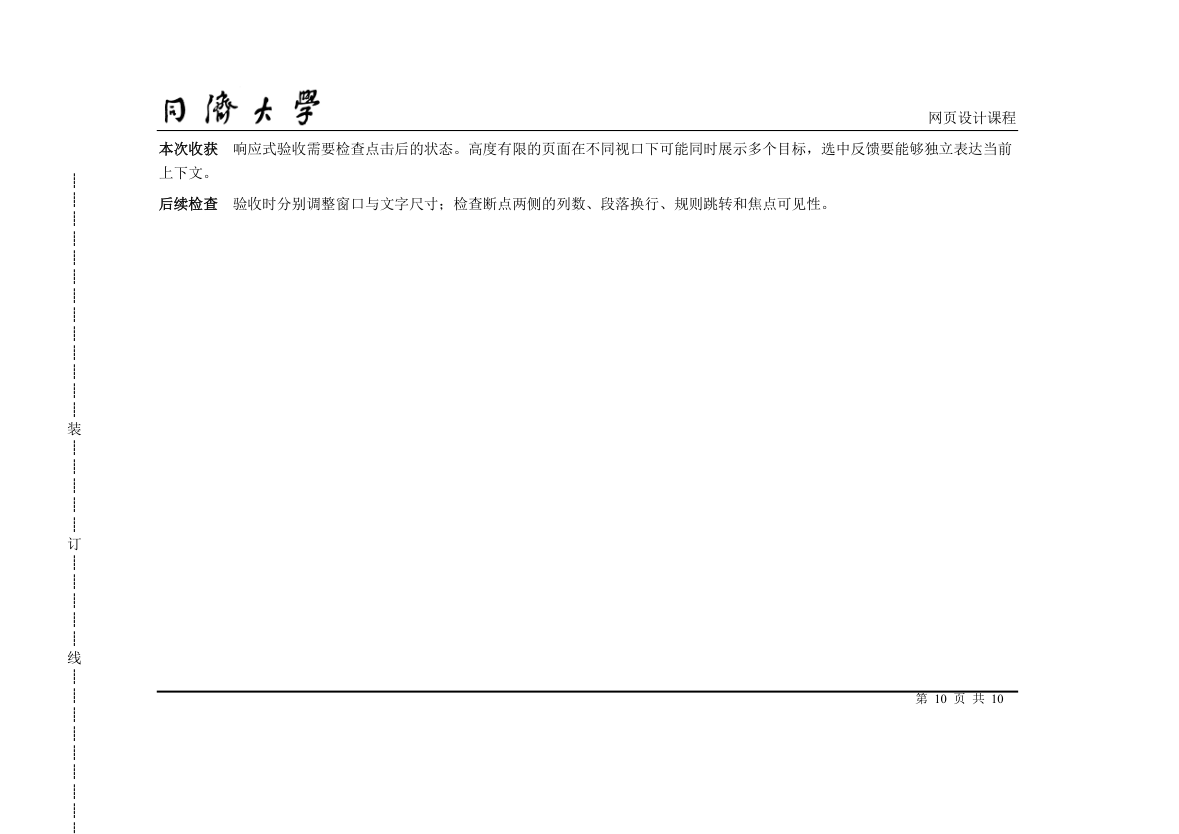 同濟大學
网页设计课程
本次收获 响应式验收需要检查点击后的状态。高度有限的页面在不同视口下可能同时展示多个目标，选中反馈要能够独立表达当前
上下文。
后续检查 验收时分别调整窗口与文字尺寸；检查断点两侧的列数、段落换行、规则跳转和焦点可见性。
装
订
线
第 10 页 共 10